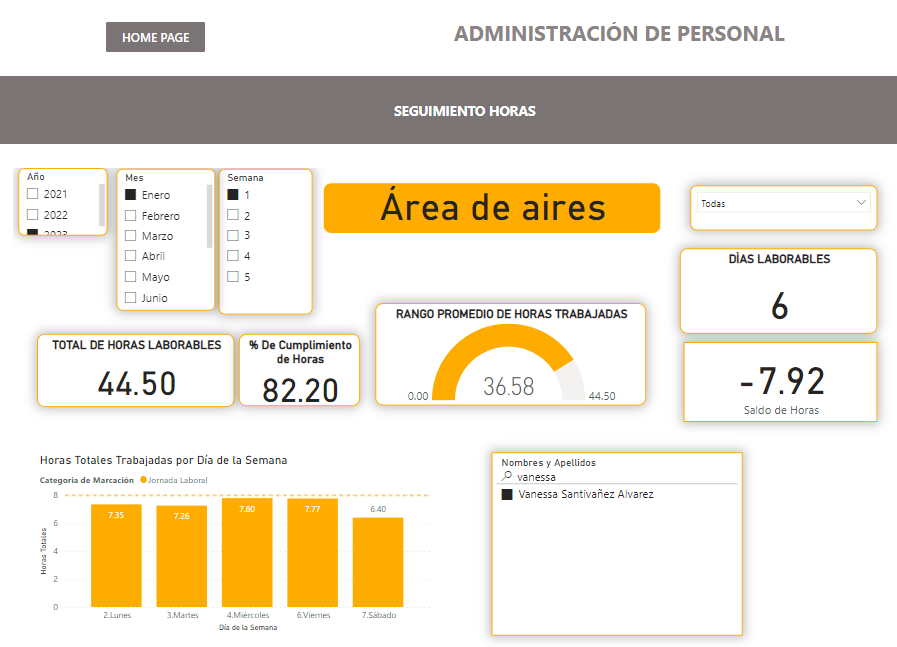 HOME PAGE
ADMINISTRACIÓN DE PERSONAL
SEGUIMIENTO HORAS
Año
2021
2022
2023
Mes
Enero
Febrero
Marzo
Abril
Mayo
Junio
Semana
1
2
3
4
5
Área de aires
Todas
DÌAS LABORABLES
6
TOTAL DE HORAS LABORABLES
44.50
% De Cumplimiento
de Horas
82.20
RANGO PROMEDIO DE HORAS TRABAJADAS
36.58
0.00
44.50
-7.92
Saldo de Horas
Horas Totales Trabajadas por Día de la Semana
Categoria de Marcación Jornada Laboral
Horas Totales
8
6
4
2
0
7.35
7.26
7.80
7.77
6.40
2.Lunes
3.Martes
4.Miércoles
6.Viernes
7.Sábado
Día de la Semana
Nombres y Apellidos
vanessa
Vanessa Santivañez Alvarez